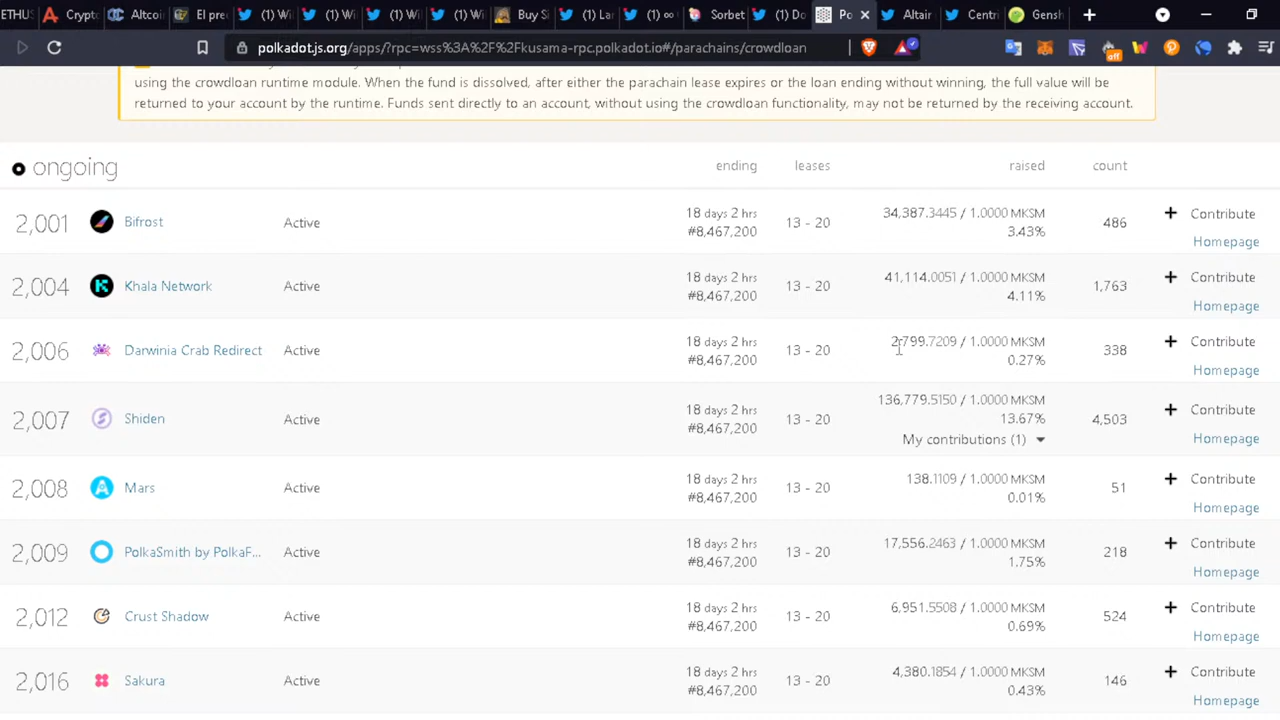 ETHUS
Crypto
Altcoi
El pre
(1) Wi
(1) Wi
(1) Wi
(1) Wi
Buy Si
(1) Lar
(1) ∞
Sorbet
(1) Do
Po
Altair
Centri
Gensh
polkadot.js.org/apps/?rpc=wss%3A%2F%2Fkusama-rpc.polkadot.io#/parachains/crowdloan
off
using the crowdloan runtime module. When the fund is dissolved, after either the parachain lease expires or the loan ending without winning, the full value will be
returned to your account by the runtime. Funds sent directly to an account, without using the crowdloan functionality, may not be returned by the receiving account.
ongoing ending leases raised count
2,001 Bifrost Active 18 days 2 hrs 13 - 20 34,387.3445 / 1.0000 MKSM 486 Contribute
#8,467,200 3.43% Homepage
2,004 Khala Network Active 18 days 2 hrs 13 - 20 41,114.0051 / 1.0000 MKSM 1,763 Contribute
#8,467,200 4.11% Homepage
2,006 Darwinia Crab Redirect Active 18 days 2 hrs 13 - 20 2,799.7209 / 1.0000 MKSM 338 Contribute
#8,467,200 0.27% Homepage
2,007 Shiden Active 18 days 2 hrs 13 - 20 136,779.5150 / 1.0000 MKSM 4,503 Contribute
#8,467,200 13.67% Homepage
My contributions (1)
2,008 Mars Active 18 days 2 hrs 13 - 20 138.1109 / 1.0000 MKSM 51 Contribute
#8,467,200 0.01% Homepage
2,009 PolkaSmith by PolkaF... Active 18 days 2 hrs 13 - 20 17,556.2463 / 1.0000 MKSM 218 Contribute
#8,467,200 1.75% Homepage
2,012 Crust Shadow Active 18 days 2 hrs 13 - 20 6,951.5508 / 1.0000 MKSM 524 Contribute
#8,467,200 0.69% Homepage
2,016 Sakura Active 18 days 2 hrs 13 - 20 4,380.1854 / 1.0000 MKSM 146 Contribute
#8,467,200 0.43% Homepage